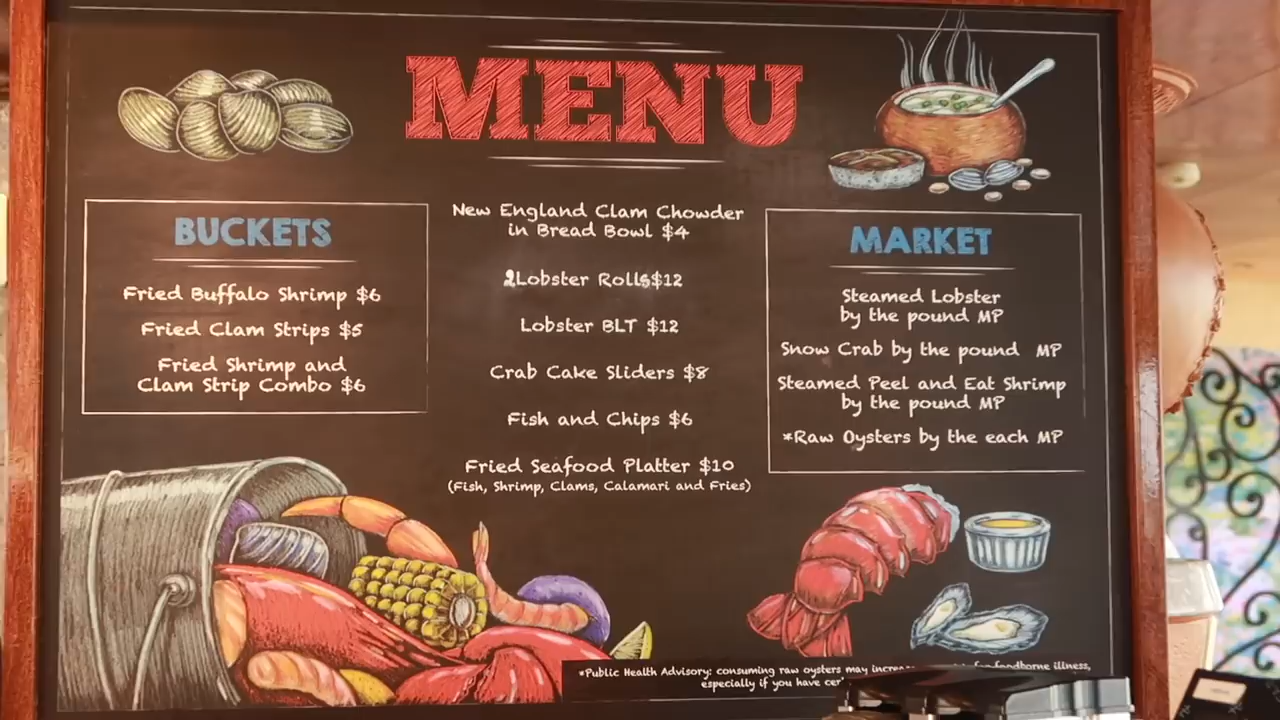 MENU
BUCKETS
Fried Buffalo Shrimp $6
Fried Clam Strips $5
Fried Shrimp and
Clam Strip Combo $6
New England Clam Chowder
in Bread Bowl $4
2 Lobster Rolls $12
Lobster BLT $12
Crab Cake Sliders $8
Fish and Chips $6
Fried Seafood Platter $10
(Fish, Shrimp, Clams, Calamari and Fries)
MARKET
Steamed Lobster
by the pound MP
Snow Crab by the pound MP
Steamed Peel and Eat Shrimp
by the pound MP
*Raw Oysters by the each MP
*Public Health Advisory: consuming raw oysters may foodborne illness,
especially if you have